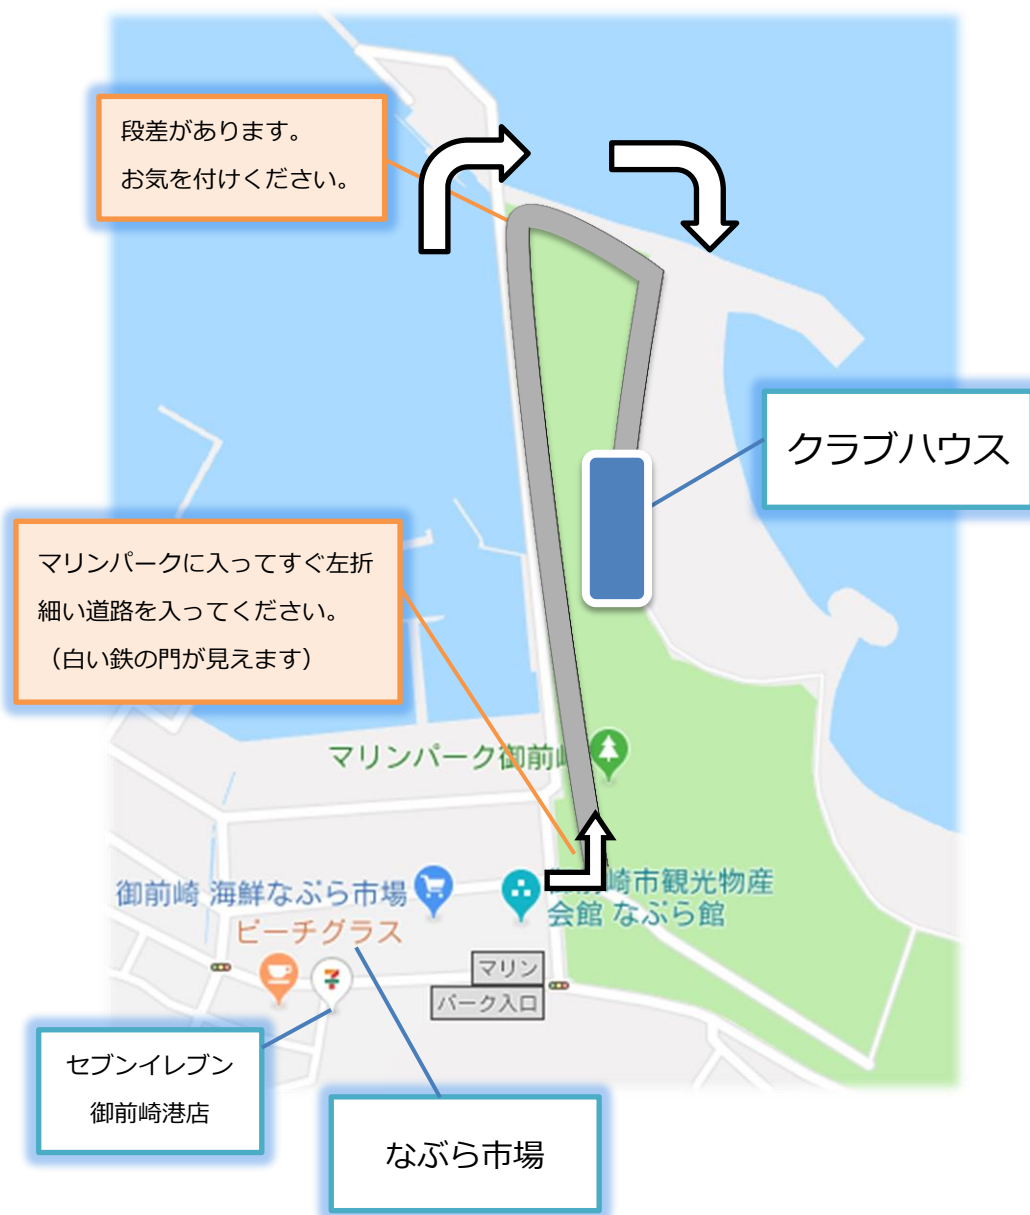 段差があります。
お気を付けください。
クラブハウス
マリンパークに入ってすぐ左折
細い道路を入ってください。
（白い鉄の門が見えます）
マリンパーク御前
御前崎 海鮮なぶら市場
崎市観光物産
会館 なぶら館
ビーチグラス
マリン
パーク入口
セブンイレブン
御前崎港店
なぶら市場